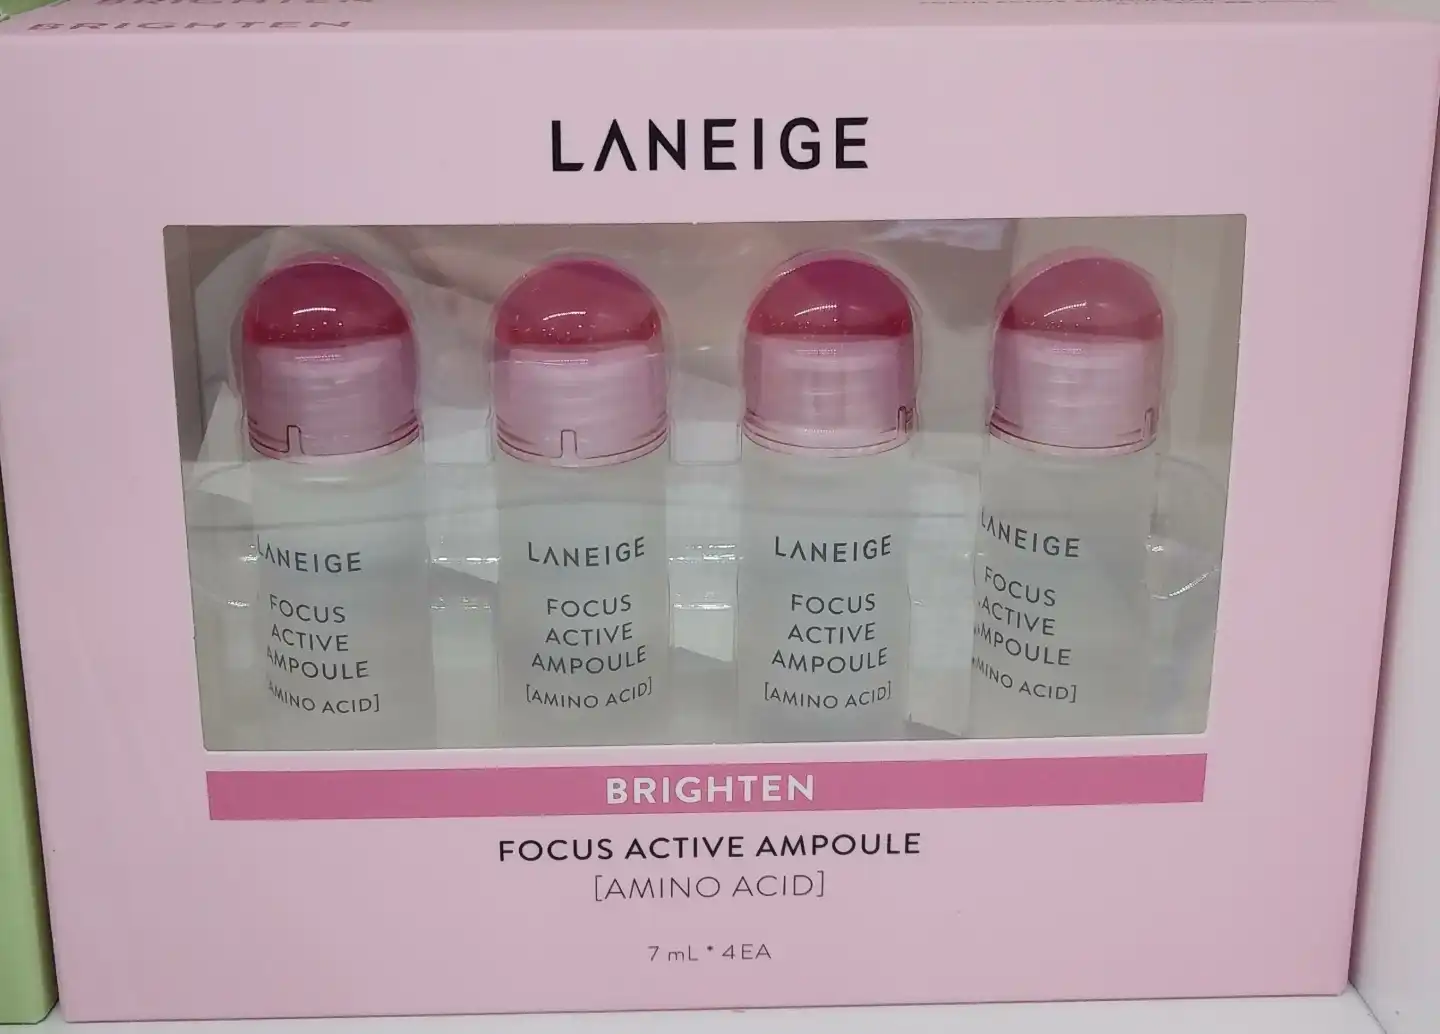 BRIGHTEN
LANEIGE
LANEIGE
FOCUS
ACTIVE
AMPOULE
[AMINO ACID]
LANEIGE
FOCUS
ACTIVE
AMPOULE
[AMINO ACID]
LANEIGE
FOCUS
ACTIVE
AMPOULE
[AMINO ACID]
LANEIGE
FOCUS
ACTIVE
AMPOULE
AMINO ACID]
BRIGHTEN
FOCUS ACTIVE AMPOULE
[AMINO ACID]
7 mL * 4EA